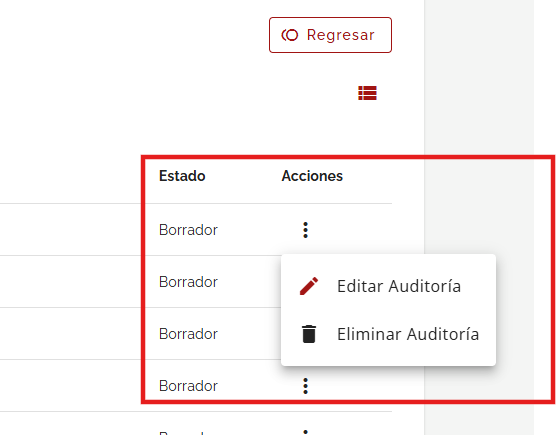 Regresar
Estado Acciones
Borrador
Borrador
Editar Auditoría
Borrador
Eliminar Auditoría
Borrador